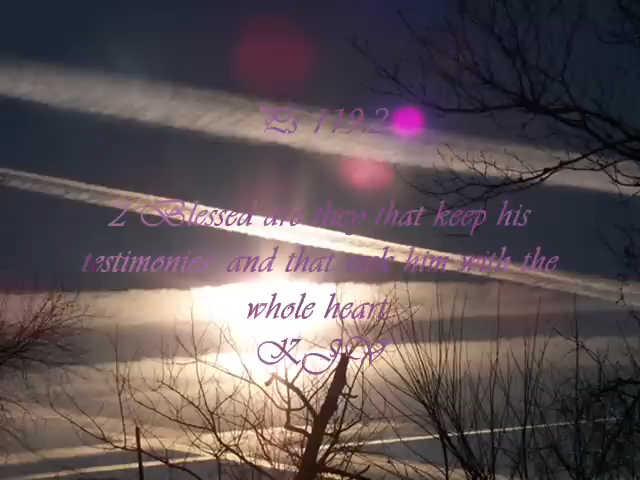 Ps 119:2
2 Blessed are they that keep his
testimonies, and that seek him with the
whole heart.
KJV